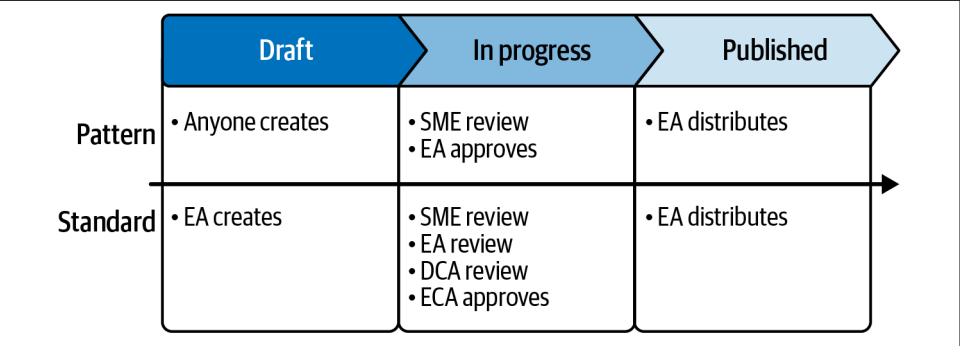 Draft
In progress
Published
Pattern
• Anyone creates
• SME review
• EA approves
• EA distributes
Standard
• EA creates
• SME review
• EA review
• DCA review
• ECA approves
• EA distributes